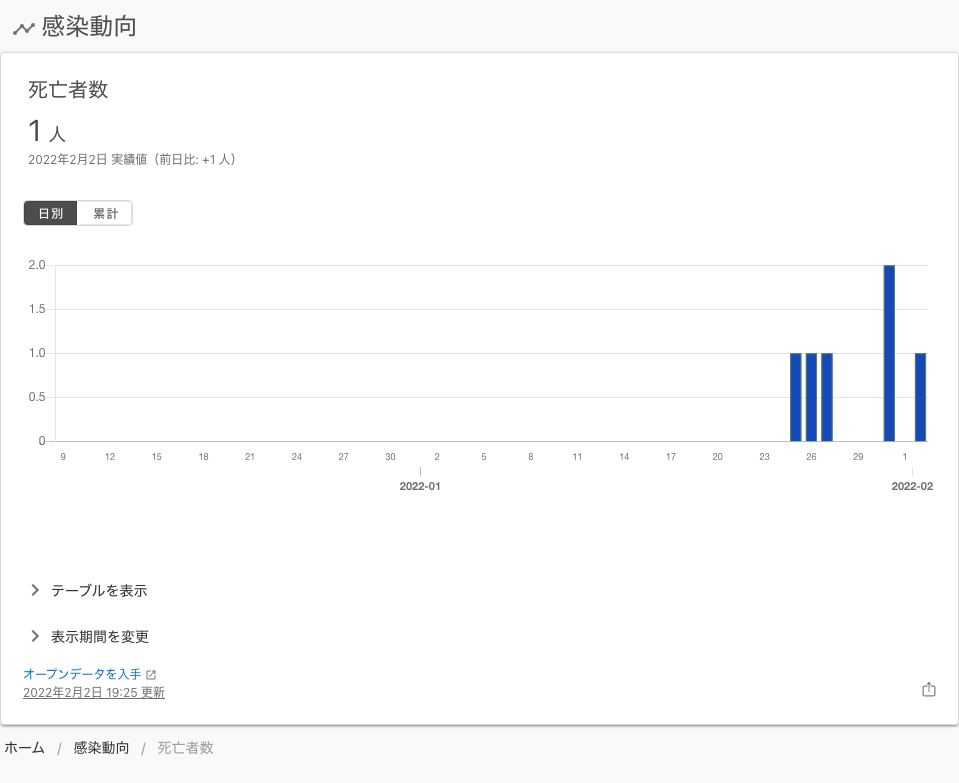 感染動向
死亡者数
1 人
2022年2月2日 実績値（前日比: +1 人）
日別 累計
2.0
1.5
1.0
0.5
0
9 12 15 18 21 24 27 30 2 5 8 11 14 17 20 23 26 29 1
2022-01 2022-02
テーブルを表示
表示期間を変更
オープンデータを入手
2022年2月2日 19:25 更新
ホーム / 感染動向 / 死亡者数